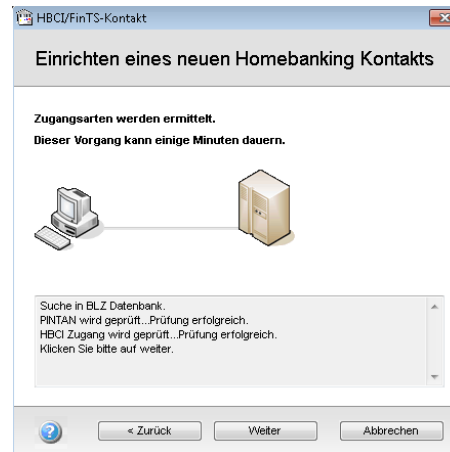 HBCI/FinTS-Kontakt
Einrichten eines neuen Homebanking Kontakts
Zugangsarten werden ermittelt.
Dieser Vorgang kann einige Minuten dauern.
Suche in BLZ Datenbank.
PINTAN wird geprüft...Prüfung erfolgreich.
HBCI Zugang wird geprüft...Prüfung erfolgreich.
Klicken Sie bitte auf weiter.
? « Zurück Weiter Abbrechen